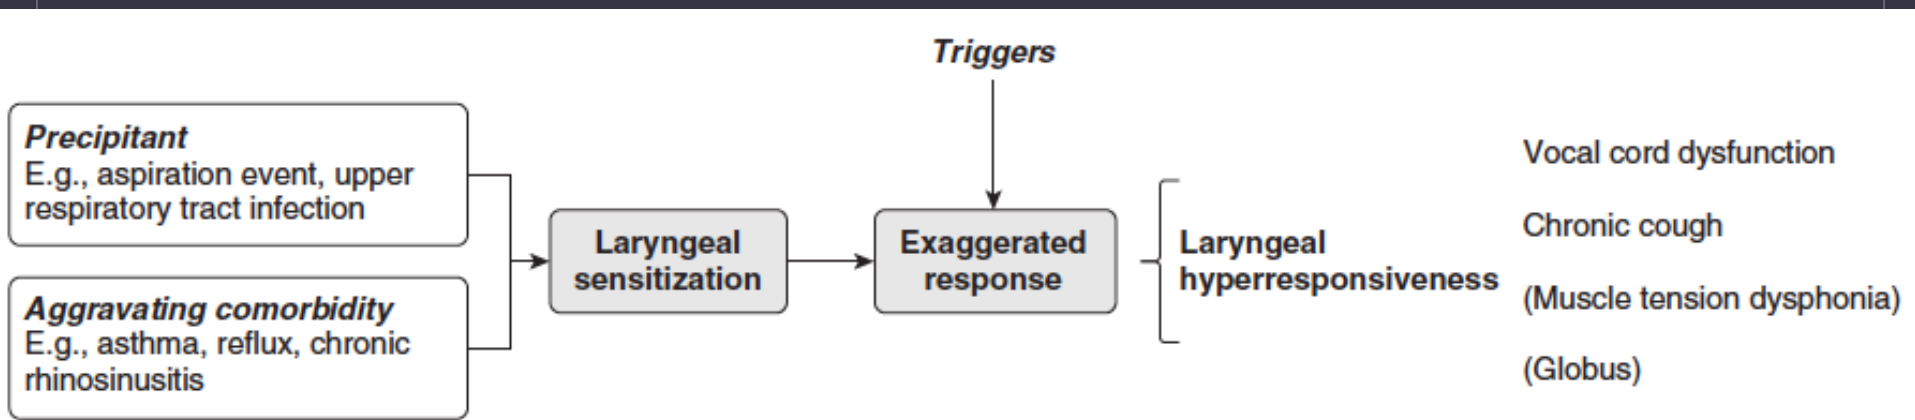 Triggers
Precipitant
E.g., aspiration event, upper
respiratory tract infection
Aggravating comorbidity
E.g., asthma, reflux, chronic
rhinosinusitis
Laryngeal
sensitization
Exaggerated
response
Laryngeal
hyperresponsiveness
Vocal cord dysfunction
Chronic cough
(Muscle tension dysphonia)
(Globus)